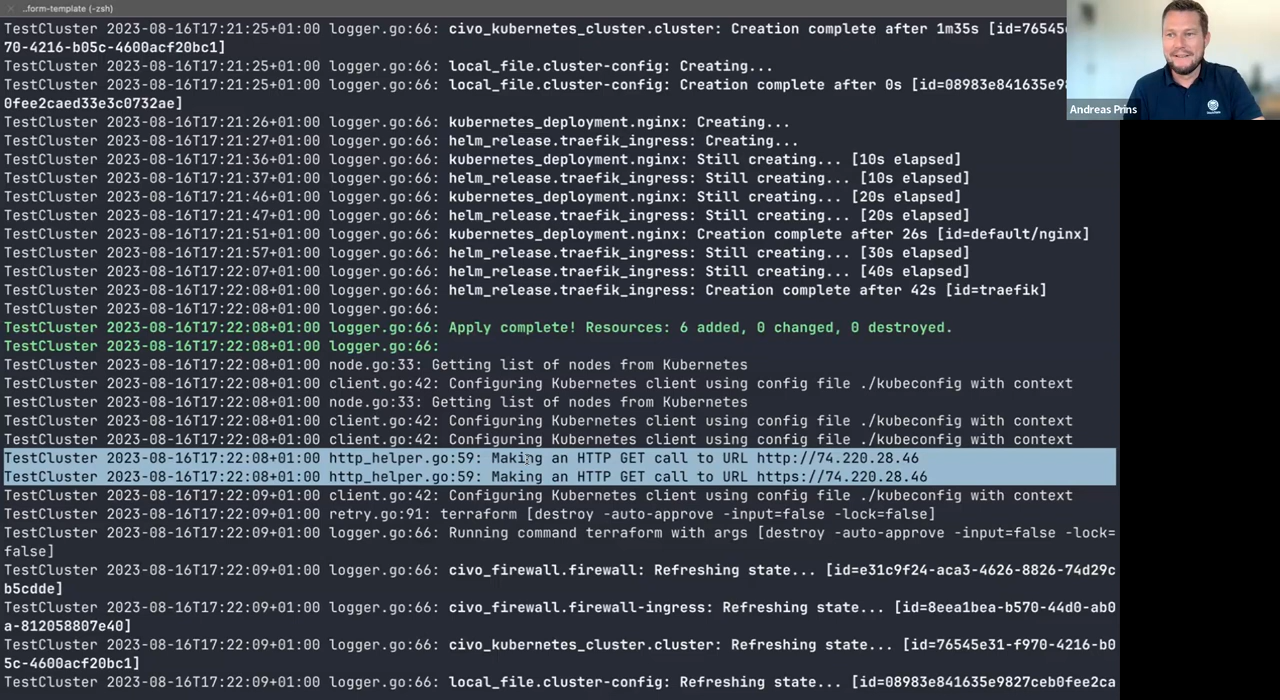 ..form-template (-zsh)
TestCluster 2023-08-16T17:21:25+01:00 logger.go:66: civo_kubernetes_cluster.cluster: Creation complete after 1m35s [id=76545
70-4216-b05c-4600acf20bc1]
TestCluster 2023-08-16T17:21:25+01:00 logger.go:66: local_file.cluster-config: Creating...
TestCluster 2023-08-16T17:21:25+01:00 logger.go:66: local_file.cluster-config: Creation complete after 0s [id=08983e841635e9
0fee2caed33e3c0732ae]
Andreas Prins
TestCluster 2023-08-16T17:21:26+01:00 logger.go:66: kubernetes_deployment.nginx: Creating...
TestCluster 2023-08-16T17:21:27+01:00 logger.go:66: helm_release.traefik_ingress: Creating...
TestCluster 2023-08-16T17:21:36+01:00 logger.go:66: kubernetes_deployment.nginx: Still creating... [10s elapsed]
TestCluster 2023-08-16T17:21:37+01:00 logger.go:66: helm_release.traefik_ingress: Still creating... [10s elapsed]
TestCluster 2023-08-16T17:21:46+01:00 logger.go:66: kubernetes_deployment.nginx: Still creating... [20s elapsed]
TestCluster 2023-08-16T17:21:47+01:00 logger.go:66: helm_release.traefik_ingress: Still creating... [20s elapsed]
TestCluster 2023-08-16T17:21:51+01:00 logger.go:66: kubernetes_deployment.nginx: Creation complete after 26s [id=default/nginx]
TestCluster 2023-08-16T17:21:57+01:00 logger.go:66: helm_release.traefik_ingress: Still creating... [30s elapsed]
TestCluster 2023-08-16T17:22:07+01:00 logger.go:66: helm_release.traefik_ingress: Still creating... [40s elapsed]
TestCluster 2023-08-16T17:22:08+01:00 logger.go:66: helm_release.traefik_ingress: Creation complete after 42s [id=traefik]
TestCluster 2023-08-16T17:22:08+01:00 logger.go:66:
TestCluster 2023-08-16T17:22:08+01:00 logger.go:66: Apply complete! Resources: 6 added, 0 changed, 0 destroyed.
TestCluster 2023-08-16T17:22:08+01:00 logger.go:66:
TestCluster 2023-08-16T17:22:08+01:00 node.go:33: Getting list of nodes from Kubernetes
TestCluster 2023-08-16T17:22:08+01:00 client.go:42: Configuring Kubernetes client using config file ./kubeconfig with context
TestCluster 2023-08-16T17:22:08+01:00 node.go:33: Getting list of nodes from Kubernetes
TestCluster 2023-08-16T17:22:08+01:00 client.go:42: Configuring Kubernetes client using config file ./kubeconfig with context
TestCluster 2023-08-16T17:22:08+01:00 client.go:42: Configuring Kubernetes client using config file ./kubeconfig with context
TestCluster 2023-08-16T17:22:08+01:00 http_helper.go:59: Making an HTTP GET call to URL http://74.220.28.46
TestCluster 2023-08-16T17:22:08+01:00 http_helper.go:59: Making an HTTP GET call to URL https://74.220.28.46
TestCluster 2023-08-16T17:22:09+01:00 client.go:42: Configuring Kubernetes client using config file ./kubeconfig with context
TestCluster 2023-08-16T17:22:09+01:00 retry.go:91: terraform [destroy -auto-approve -input=false -lock=false]
TestCluster 2023-08-16T17:22:09+01:00 logger.go:66: Running command terraform with args [destroy -auto-approve -input=false -lock=
false]
TestCluster 2023-08-16T17:22:09+01:00 logger.go:66: civo_firewall.firewall: Refreshing state... [id=e31c9f24-aca3-4626-8826-74d29c
b5cdde]
TestCluster 2023-08-16T17:22:09+01:00 logger.go:66: civo_firewall.firewall-ingress: Refreshing state... [id=8eea1bea-b570-44d0-ab0
a-812058807e40]
TestCluster 2023-08-16T17:22:09+01:00 logger.go:66: civo_kubernetes_cluster.cluster: Refreshing state... [id=76545e31-f970-4216-b0
5c-4600acf20bc1]
TestCluster 2023-08-16T17:22:09+01:00 logger.go:66: local_file.cluster-config: Refreshing state... [id=08983e841635e9827ceb0fee2ca